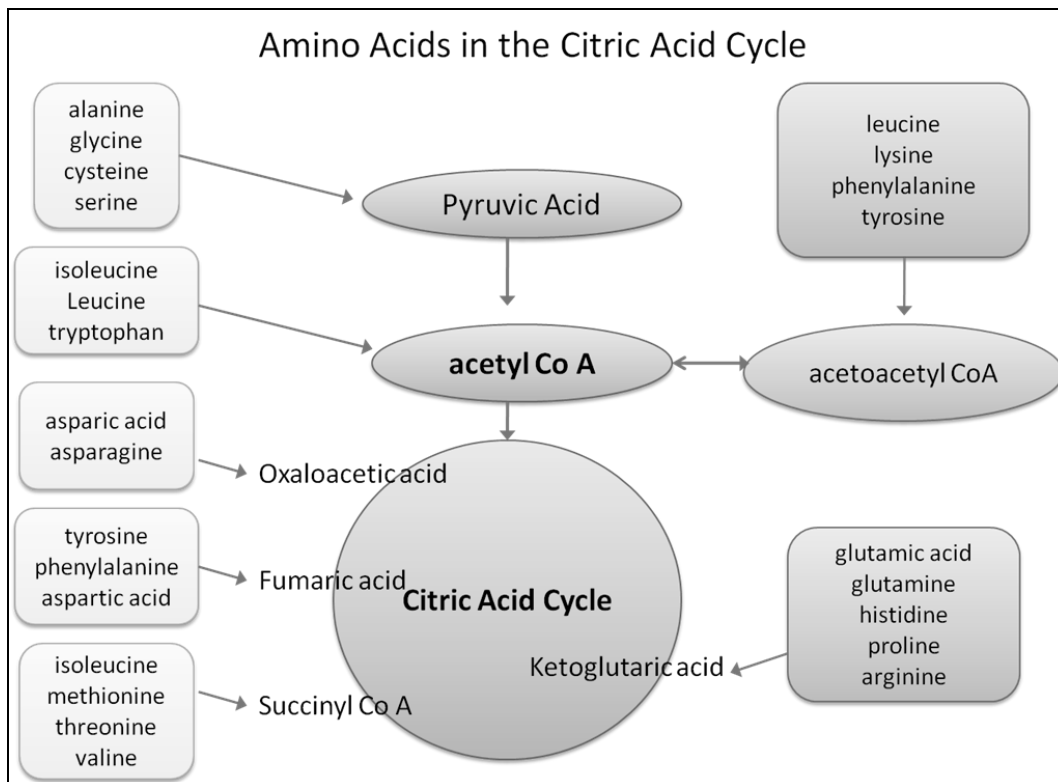 Amino Acids in the Citric Acid Cycle
alanine
glycine
cysteine
serine
Pyruvic Acid
leucine
lysine
phenylalanine
tyrosine
isoleucine
Leucine
tryptophan
acetyl Co A
acetoacetyl CoA
asparic acid
asparagine
Oxaloacetic acid
tyrosine
phenylalanine
aspartic acid
Fumaric acid
Citric Acid Cycle
glutamic acid
glutamine
histidine
proline
arginine
Ketoglutaric acid
isoleucine
methionine
threonine
valine
Succinyl Co A